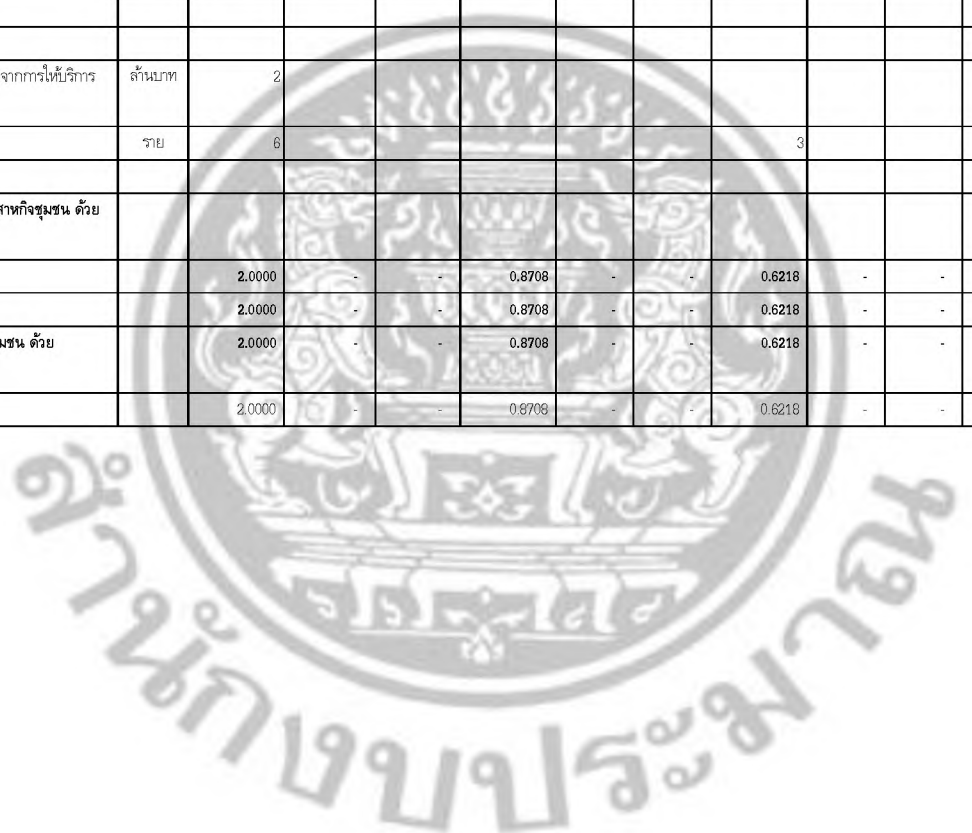 จากการให้บริการ ล้านบาท 2
ราย 6 3
สาหกิจชุมชน ด้วย
2.0000 - - 0.8708 - - 0.6218 - - -
2.0000 - - 0.8708 - - 0.6218 - - -
มชน ด้วย 2.0000 - - 0.8708 - - 0.6218 - - -
2.0000 - - 0.8708 - - 0.6218 - - -
สำนักงบประมาณ